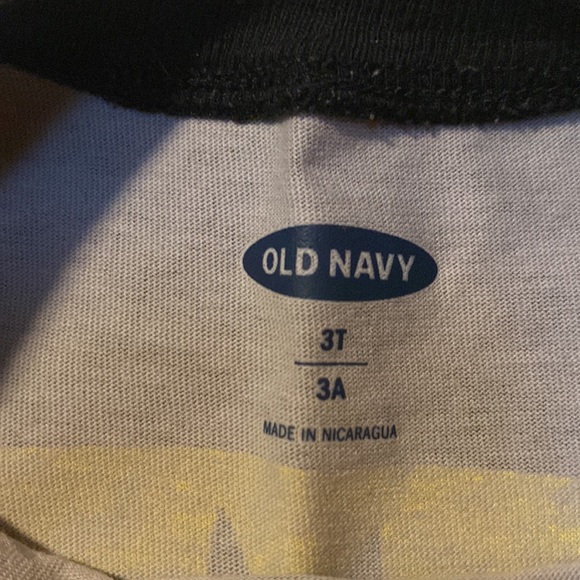 OLD NAVY
3T
3A
MADE IN NICARAGUA